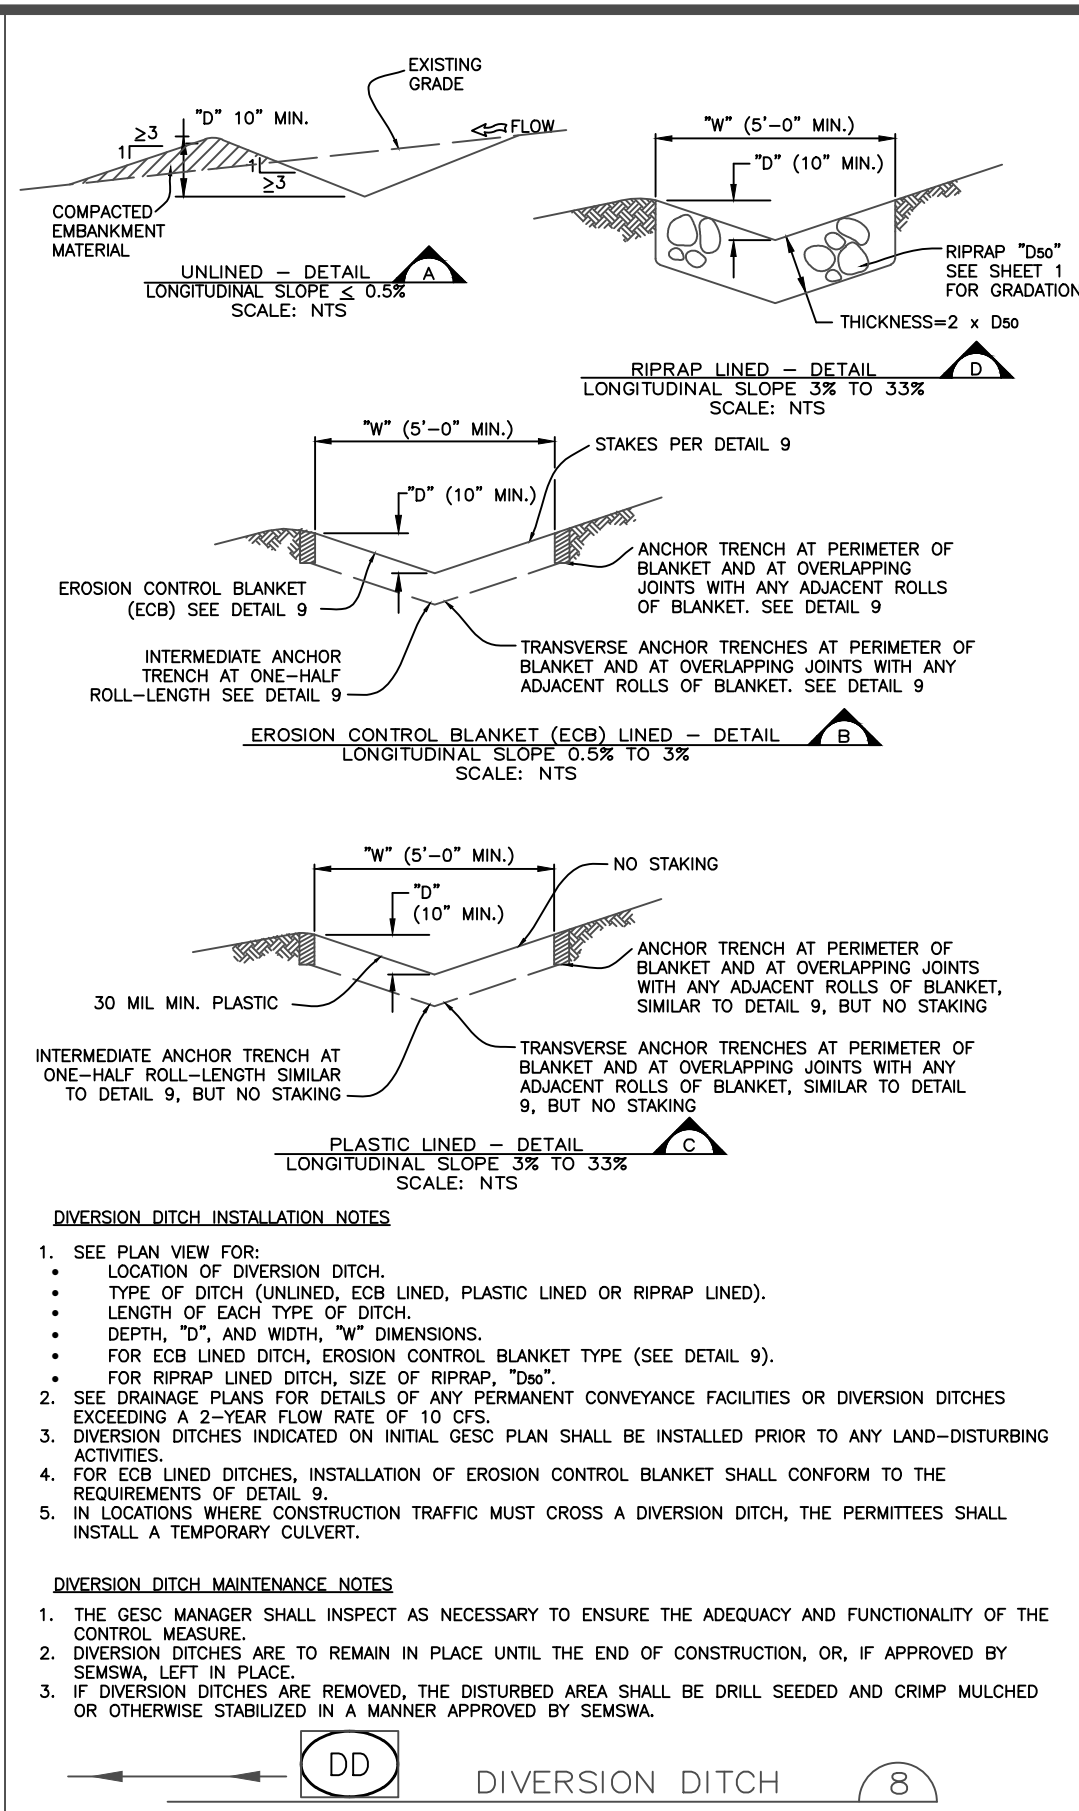 EXISTING
GRADE
"D" 10" MIN.
≥3
1
FLOW
1
≥3
COMPACTED
EMBANKMENT
MATERIAL
UNLINED – DETAIL
A
LONGITUDINAL SLOPE ≤ 0.5%
SCALE: NTS
"W" (5'–0" MIN.)
"D" (10" MIN.)
RIPRAP "D50"
SEE SHEET 1
FOR GRADATION
THICKNESS=2 x D50
RIPRAP LINED – DETAIL
D
LONGITUDINAL SLOPE 3% TO 33%
SCALE: NTS
"W" (5'–0" MIN.)
STAKES PER DETAIL 9
"D" (10" MIN.)
EROSION CONTROL BLANKET
(ECB) SEE DETAIL 9
ANCHOR TRENCH AT PERIMETER OF
BLANKET AND AT OVERLAPPING
JOINTS WITH ANY ADJACENT ROLLS
OF BLANKET. SEE DETAIL 9
INTERMEDIATE ANCHOR
TRENCH AT ONE–HALF
ROLL–LENGTH SEE DETAIL 9
TRANSVERSE ANCHOR TRENCHES AT PERIMETER OF
BLANKET AND AT OVERLAPPING JOINTS WITH ANY
ADJACENT ROLLS OF BLANKET. SEE DETAIL 9
EROSION CONTROL BLANKET (ECB) LINED – DETAIL
B
LONGITUDINAL SLOPE 0.5% TO 3%
SCALE: NTS
"W" (5'–0" MIN.)
NO STAKING
"D"
(10" MIN.)
30 MIL MIN. PLASTIC
ANCHOR TRENCH AT PERIMETER OF
BLANKET AND AT OVERLAPPING JOINTS
WITH ANY ADJACENT ROLLS OF BLANKET,
SIMILAR TO DETAIL 9, BUT NO STAKING
INTERMEDIATE ANCHOR TRENCH AT
ONE–HALF ROLL–LENGTH SIMILAR
TO DETAIL 9, BUT NO STAKING
TRANSVERSE ANCHOR TRENCHES AT PERIMETER OF
BLANKET AND AT OVERLAPPING JOINTS WITH ANY
ADJACENT ROLLS OF BLANKET, SIMILAR TO DETAIL
9, BUT NO STAKING
PLASTIC LINED – DETAIL
C
LONGITUDINAL SLOPE 3% TO 33%
SCALE: NTS
DIVERSION DITCH INSTALLATION NOTES
1. SEE PLAN VIEW FOR:
• LOCATION OF DIVERSION DITCH.
• TYPE OF DITCH (UNLINED, ECB LINED, PLASTIC LINED OR RIPRAP LINED).
• LENGTH OF EACH TYPE OF DITCH.
• DEPTH, "D", AND WIDTH, "W" DIMENSIONS.
• FOR ECB LINED DITCH, EROSION CONTROL BLANKET TYPE (SEE DETAIL 9).
• FOR RIPRAP LINED DITCH, SIZE OF RIPRAP, "D50".
2. SEE DRAINAGE PLANS FOR DETAILS OF ANY PERMANENT CONVEYANCE FACILITIES OR DIVERSION DITCHES
EXCEEDING A 2–YEAR FLOW RATE OF 10 CFS.
3. DIVERSION DITCHES INDICATED ON INITIAL GESC PLAN SHALL BE INSTALLED PRIOR TO ANY LAND–DISTURBING
ACTIVITIES.
4. FOR ECB LINED DITCHES, INSTALLATION OF EROSION CONTROL BLANKET SHALL CONFORM TO THE
REQUIREMENTS OF DETAIL 9.
5. IN LOCATIONS WHERE CONSTRUCTION TRAFFIC MUST CROSS A DIVERSION DITCH, THE PERMITTEES SHALL
INSTALL A TEMPORARY CULVERT.
DIVERSION DITCH MAINTENANCE NOTES
1. THE GESC MANAGER SHALL INSPECT AS NECESSARY TO ENSURE THE ADEQUACY AND FUNCTIONALITY OF THE
CONTROL MEASURE.
2. DIVERSION DITCHES ARE TO REMAIN IN PLACE UNTIL THE END OF CONSTRUCTION, OR, IF APPROVED BY
SEMSWA, LEFT IN PLACE.
3. IF DIVERSION DITCHES ARE REMOVED, THE DISTURBED AREA SHALL BE DRILL SEEDED AND CRIMP MULCHED
OR OTHERWISE STABILIZED IN A MANNER APPROVED BY SEMSWA.
DD
DIVERSION DITCH
8